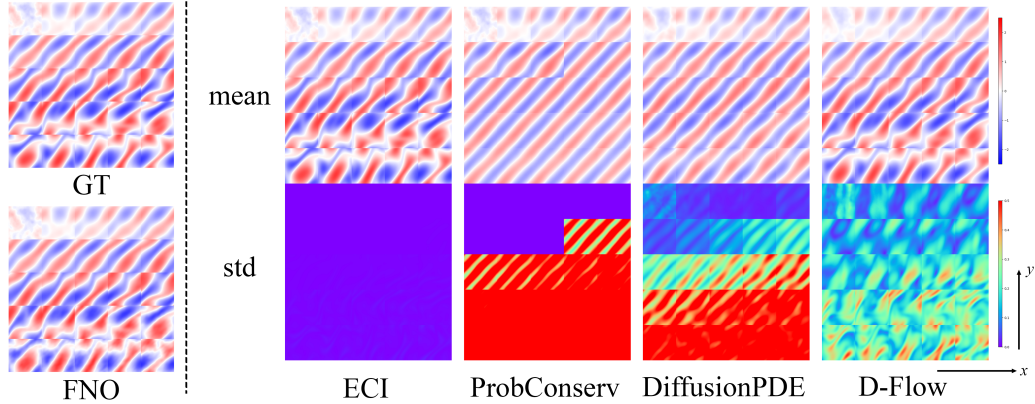 GT
FNO
mean
std
ECI
ProbConserv
DiffusionPDE
D-Flow
y
x